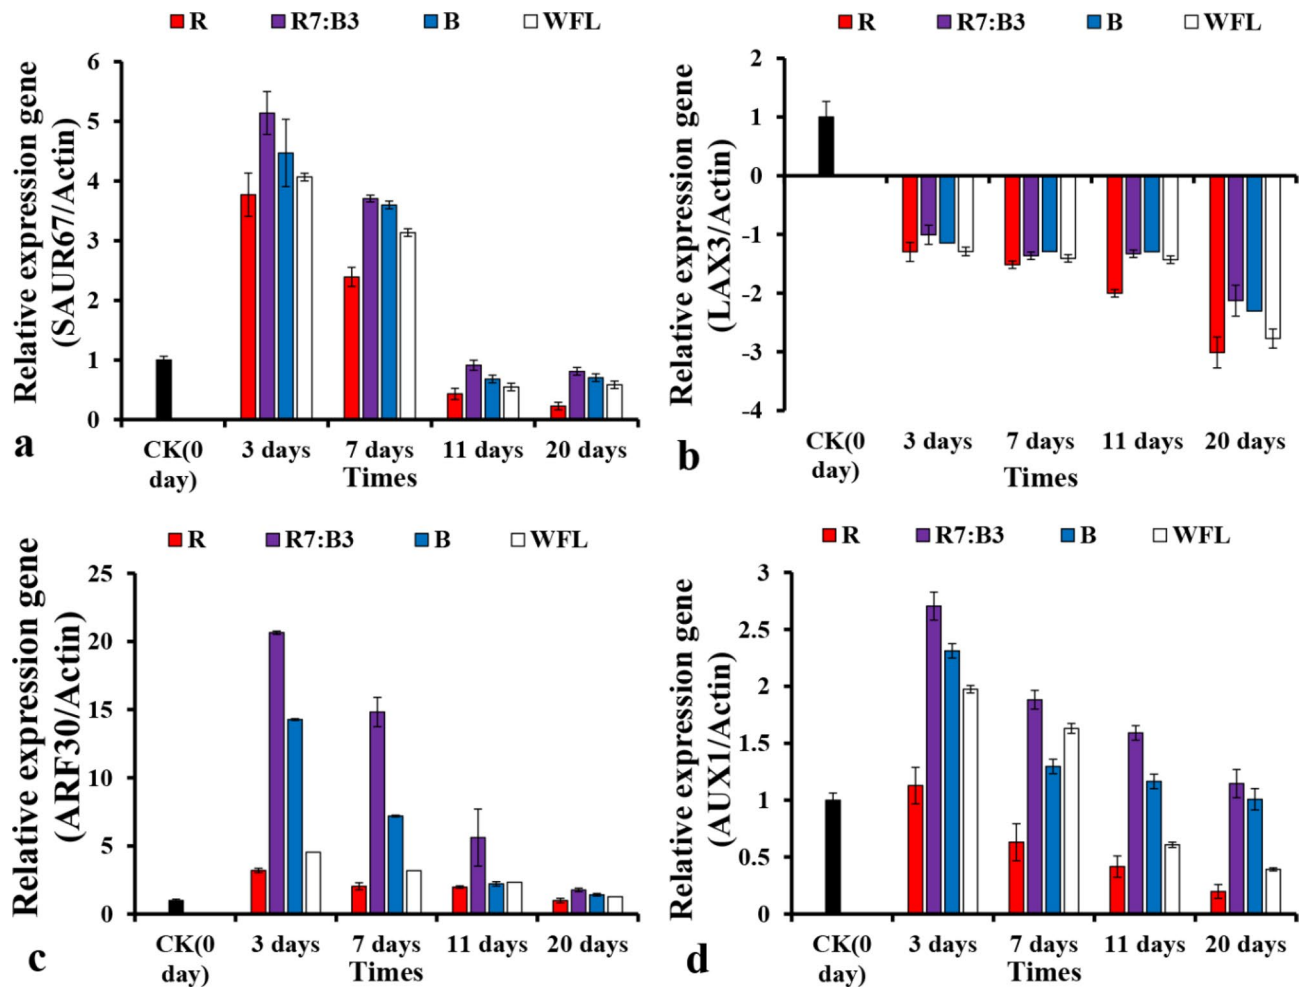 R R7:B3 B WFL
Relative expression gene
(SAUR67/Actin)
6
5
4
3
2
1
0
CK(0
day)
3 days
7 days
11 days
20 days
Times
a
R R7:B3 B WFL
Relative expression gene
(LAX3/Actin)
2
1
0
-1
-2
-3
-4
CK(0
day)
3 days
7 days
11 days
20 days
Times
b
R R7:B3 B WFL
Relative expression gene
(ARF30/Actin)
25
20
15
10
5
0
CK(0
day)
3 days
7 days
11 days
20 days
Times
c
R R7:B3 B WFL
Relative expression gene
(AUX1/Actin)
3
2.5
2
1.5
1
0.5
0
CK(0
day)
3 days
7 days
11 days
20 days
Times
d